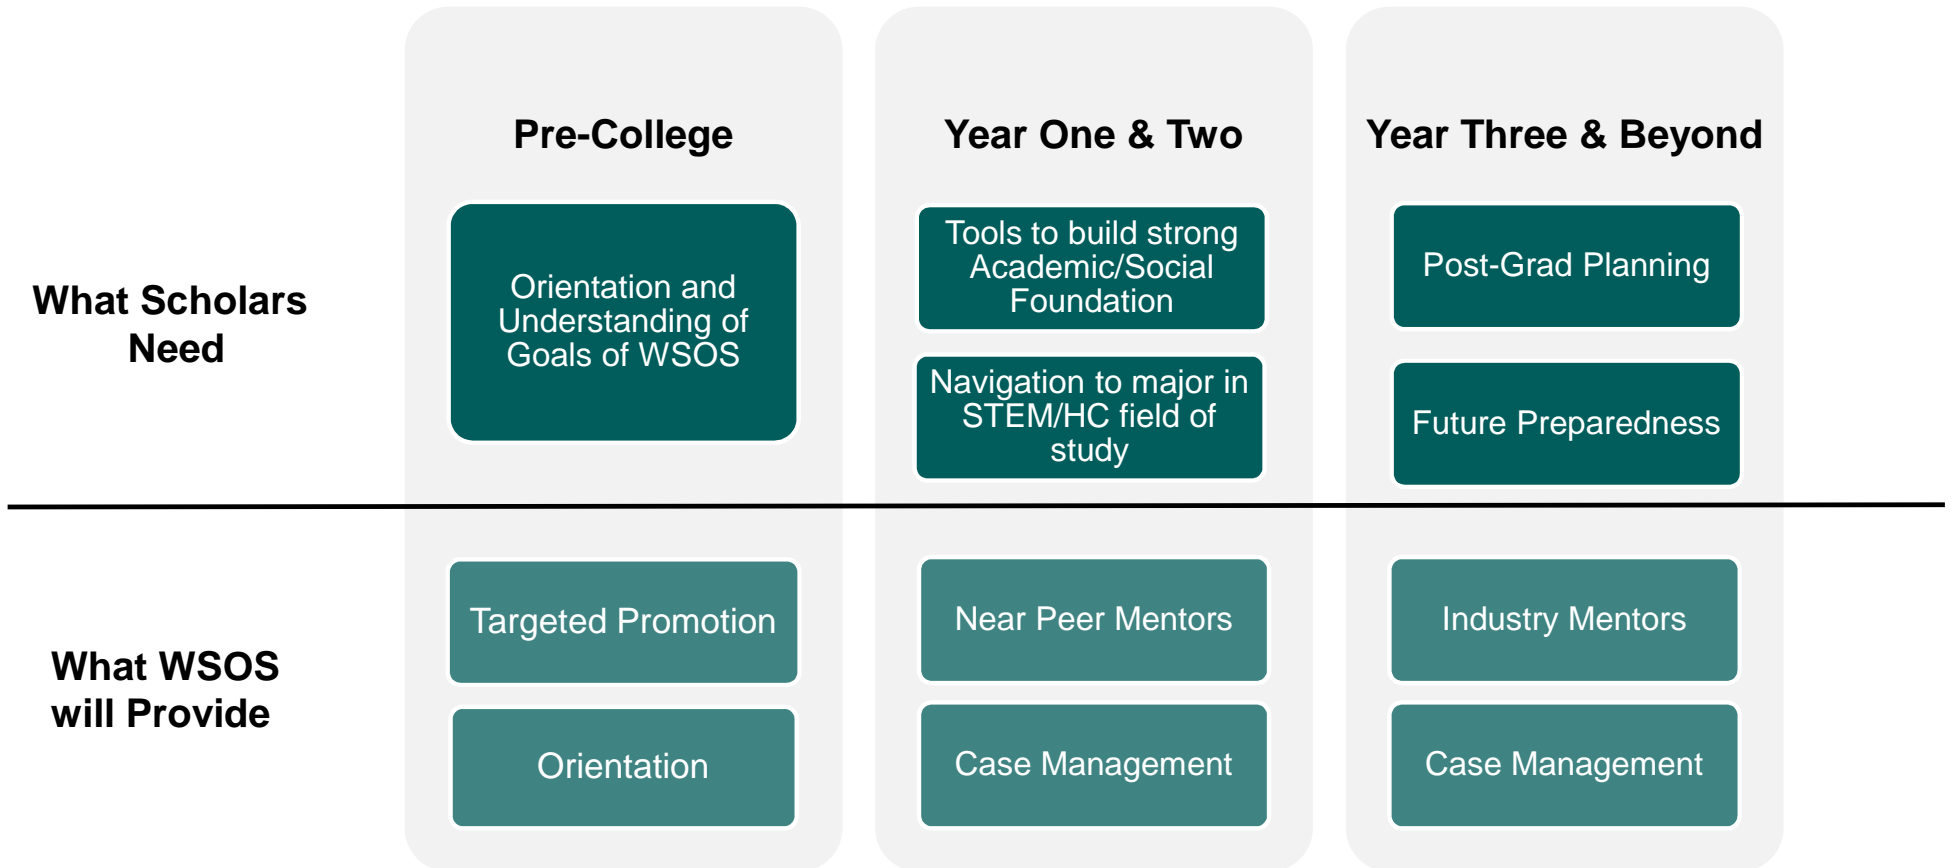 Pre-College
Year One & Two
Year Three & Beyond
What Scholars
Need
Orientation and
Understanding of
Goals of WSOS
Tools to build strong
Academic/Social
Foundation
Navigation to major in
STEM/HC field of
study
Post-Grad Planning
Future Preparedness
What WSOS
will Provide
Targeted Promotion
Orientation
Near Peer Mentors
Case Management
Industry Mentors
Case Management